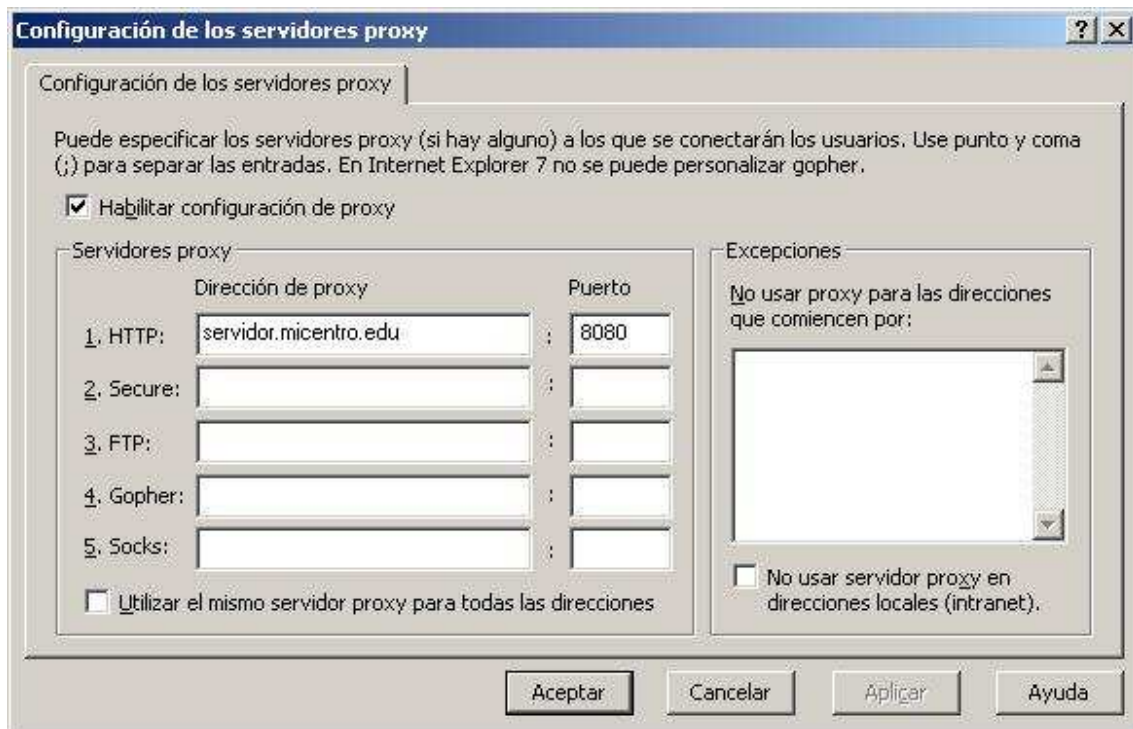 Configuración de los servidores proxy
Configuración de los servidores proxy
Puede especificar los servidores proxy (si hay alguno) a los que se conectarán los usuarios. Use punto y coma
(;) para separar las entradas. En Internet Explorer 7 no se puede personalizar gopher.
Habilitar configuración de proxy
Servidores proxy
Dirección de proxy Puerto
1. HTTP: servidor.micentro.edu : 8080
2. Secure: :
3. FTP: :
4. Gopher: :
5. Socks: :
Utilizar el mismo servidor proxy para todas las direcciones
Excepciones
No usar proxy para las direcciones
que comiencen por:
No usar servidor proxy en
direcciones locales (intranet).
Aceptar Cancelar Aplicar Ayuda